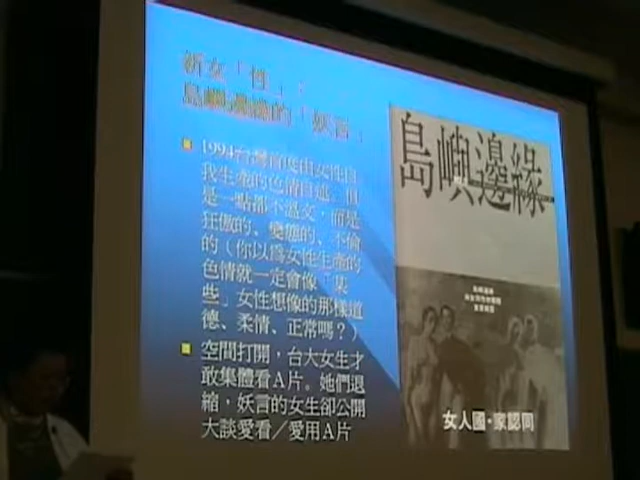 新女「性」：
島嶼邊緣的「妖言」
1994台灣首度由女性自
我生產的色情自述，但
是一點都不溫文，而是
狂傲的、變態的、不倫
的（你以為女性生產的
色情就一定會像「某
些」女性想像的那樣道
德、柔情、正常嗎？）
空間打開，台大女生才
敢集體看A片。她們退
縮，妖言的女生卻公開
大談愛看／愛用A片
島嶼邊緣
女人國•家認同